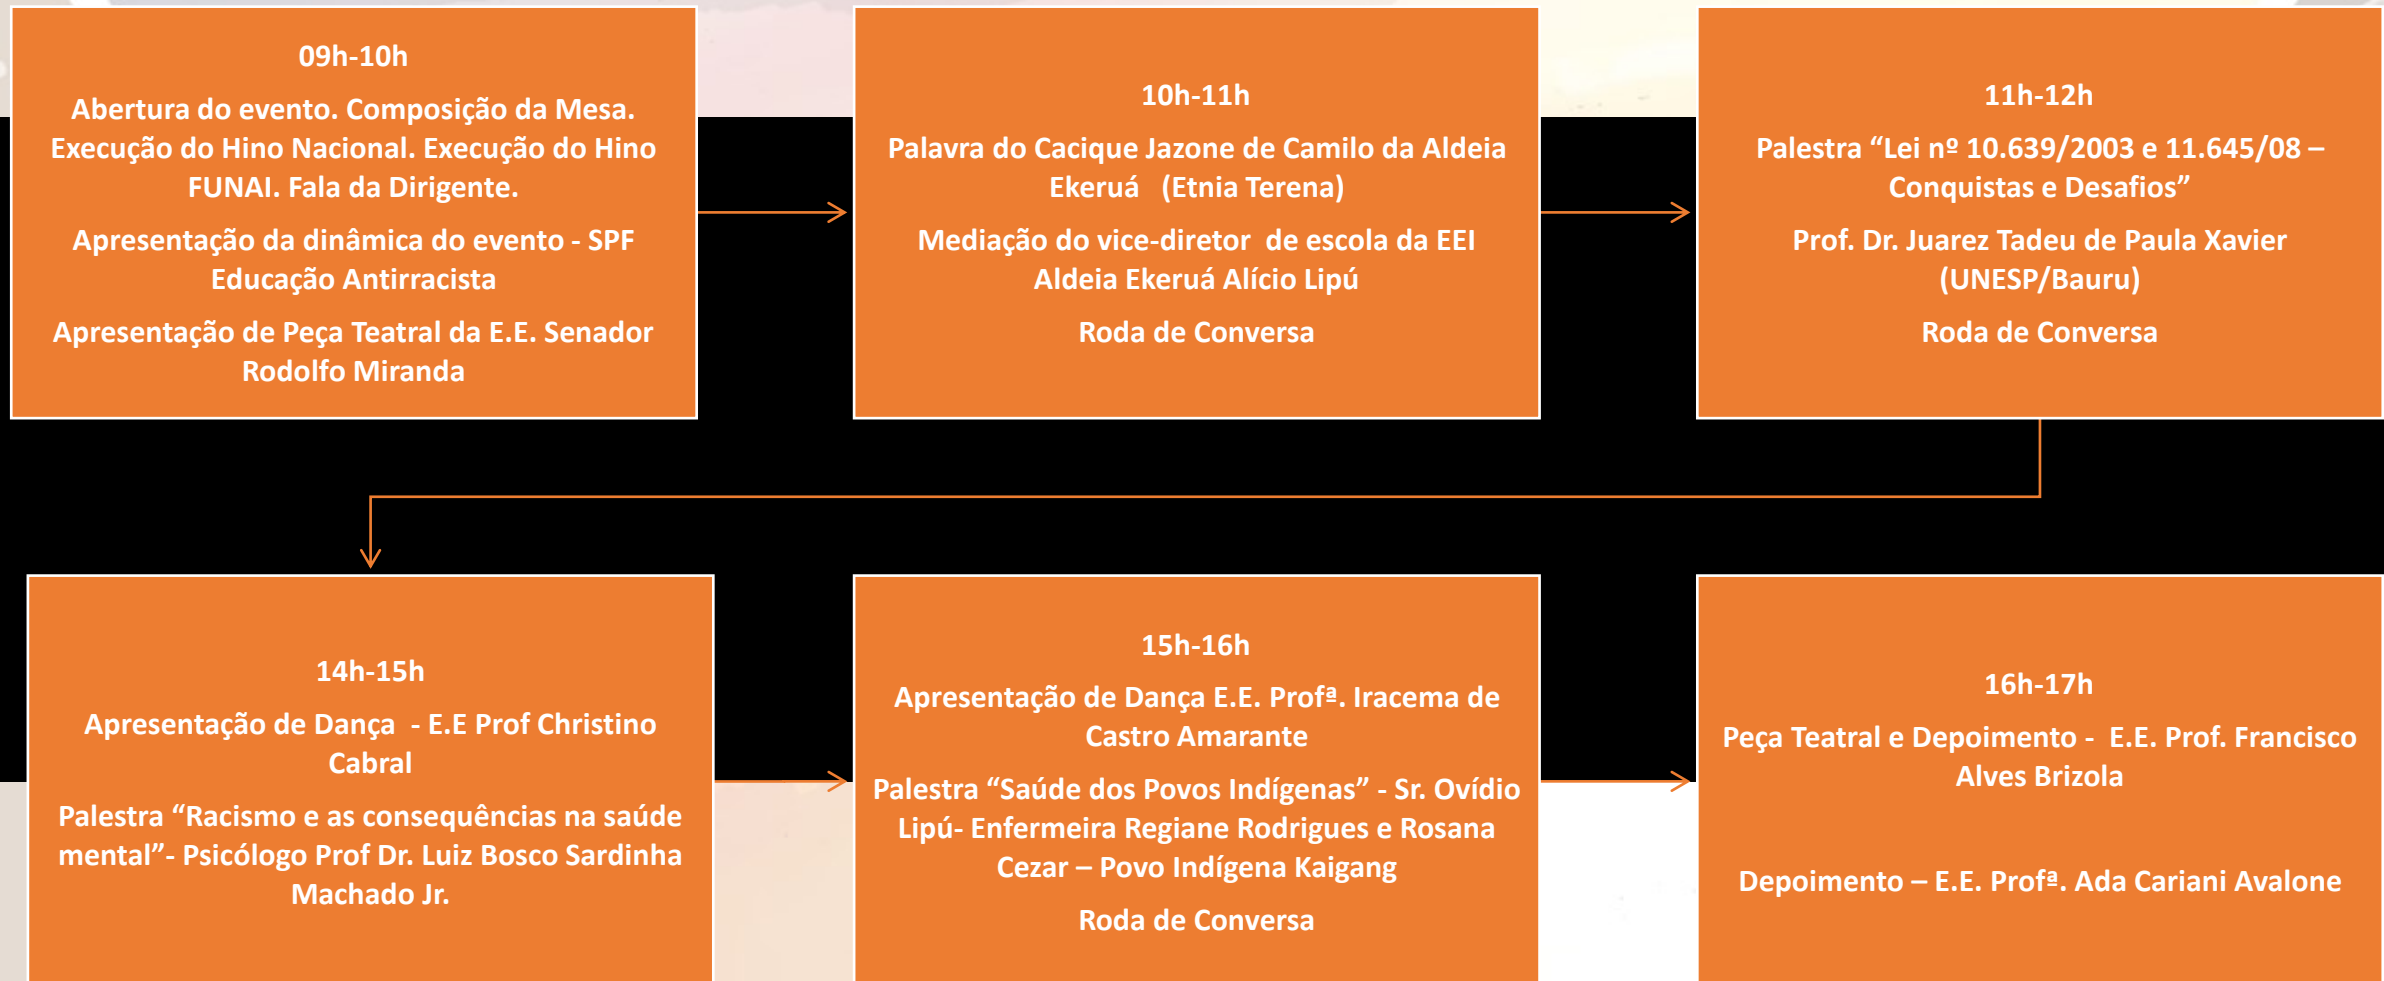 09h-10h
Abertura do evento. Composição da Mesa.
Execução do Hino Nacional. Execução do Hino
FUNAI. Fala da Dirigente.
Apresentação da dinâmica do evento - SPF
Educação Antirracista
Apresentação de Peça Teatral da E.E. Senador
Rodolfo Miranda
10h-11h
Palavra do Cacique Jazone de Camilo da Aldeia
Ekeruá (Etnia Terena)
Mediação do vice-diretor de escola da EEI
Aldeia Ekeruá Alício Lipú
Roda de Conversa
11h-12h
Palestra “Lei nº 10.639/2003 e 11.645/08 –
Conquistas e Desafios”
Prof. Dr. Juarez Tadeu de Paula Xavier
(UNESP/Bauru)
Roda de Conversa
14h-15h
Apresentação de Dança - E.E Prof Christino
Cabral
Palestra “Racismo e as consequências na saúde
mental”- Psicólogo Prof Dr. Luiz Bosco Sardinha
Machado Jr.
15h-16h
Apresentação de Dança E.E. Profª. Iracema de
Castro Amarante
Palestra “Saúde dos Povos Indígenas” - Sr. Ovídio
Lipú- Enfermeira Regiane Rodrigues e Rosana
Cezar – Povo Indígena Kaigang
Roda de Conversa
16h-17h
Peça Teatral e Depoimento - E.E. Prof. Francisco
Alves Brizola
Depoimento – E.E. Profª. Ada Cariani Avalone